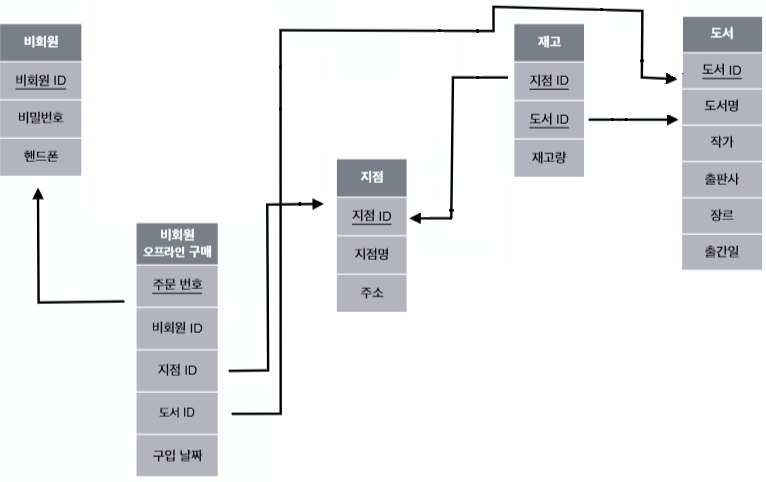 비회원
비회원 ID
비밀번호
핸드폰
비회원
오프라인 구매
주문 번호
비회원 ID
지점 ID
도서 ID
구입 날짜
지점
지점 ID
지점명
주소
재고
지점 ID
도서 ID
재고량
도서
도서 ID
도서명
작가
출판사
장르
출간일